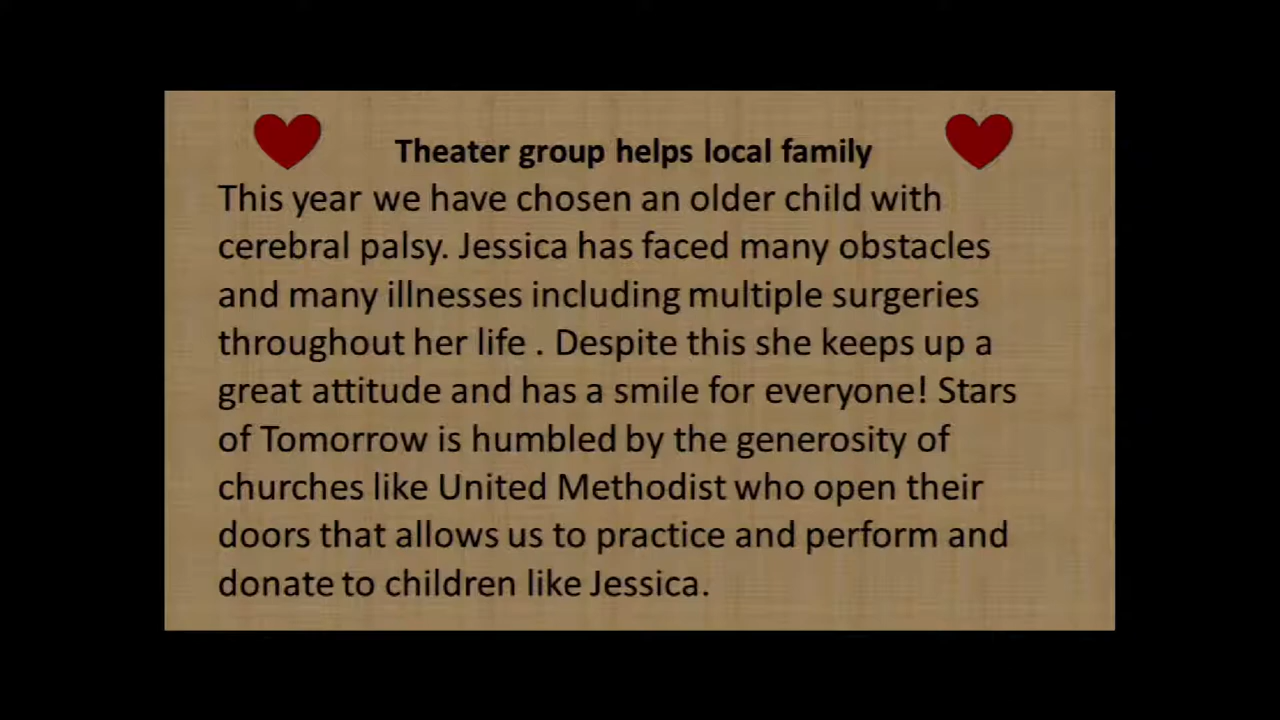 Theater group helps local family
This year we have chosen an older child with
cerebral palsy. Jessica has faced many obstacles
and many illnesses including multiple surgeries
throughout her life . Despite this she keeps up a
great attitude and has a smile for everyone! Stars
of Tomorrow is humbled by the generosity of
churches like United Methodist who open their
doors that allows us to practice and perform and
donate to children like Jessica.